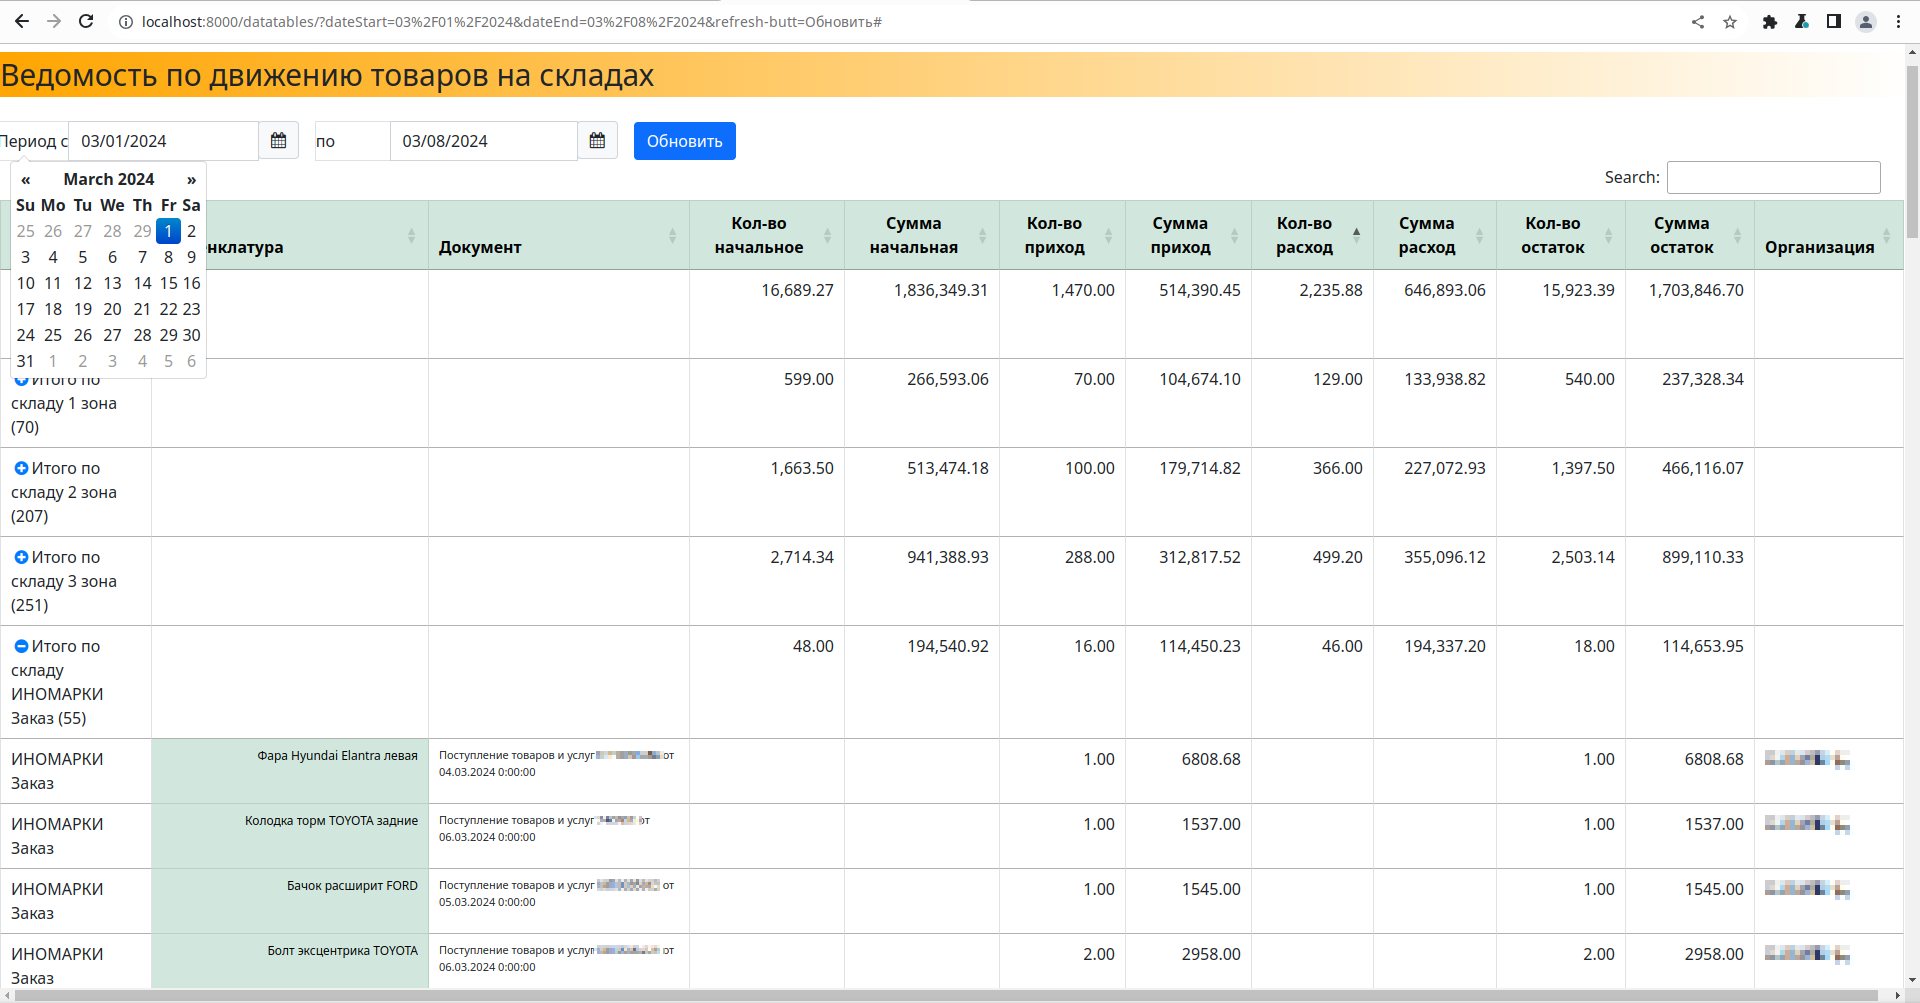 localhost:8000/datatables/?dateStart=03%2F01%2F2024&dateEnd=03%2F08%2F2024&refresh-butt=Обновить#
Ведомость по движению товаров на складах
Период с 03/01/2024 по 03/08/2024 Обновить
Search:
« March 2024 »
Su Mo Tu We Th Fr Sa
25 26 27 28 29 1 2
3 4 5 6 7 8 9
10 11 12 13 14 15 16
17 18 19 20 21 22 23
24 25 26 27 28 29 30
31 1 2 3 4 5 6
енклатура Документ Кол-во начальное Сумма начальная Кол-во приход Сумма приход Кол-во расход Сумма расход Кол-во остаток Сумма остаток Организация
16,689.27 1,836,349.31 1,470.00 514,390.45 2,235.88 646,893.06 15,923.39 1,703,846.70
Итого по 599.00 266,593.06 70.00 104,674.10 129.00 133,938.82 540.00 237,328.34
складу 1 зона
(70)
Итого по 1,663.50 513,474.18 100.00 179,714.82 366.00 227,072.93 1,397.50 466,116.07
складу 2 зона
(207)
Итого по 2,714.34 941,388.93 288.00 312,817.52 499.20 355,096.12 2,503.14 899,110.33
складу 3 зона
(251)
Итого по 48.00 194,540.92 16.00 114,450.23 46.00 194,337.20 18.00 114,653.95
складу
ИНОМАРКИ
Заказ (55)
ИНОМАРКИ Фара Hyundai Elantra левая Поступление товаров и услуг от 1.00 6808.68 1.00 6808.68
Заказ 04.03.2024 0:00:00
ИНОМАРКИ Колодка торм TOYOTA задние Поступление товаров и услуг от 1.00 1537.00 1.00 1537.00
Заказ 06.03.2024 0:00:00
ИНОМАРКИ Бачок расширит FORD Поступление товаров и услуг от 1.00 1545.00 1.00 1545.00
Заказ 05.03.2024 0:00:00
ИНОМАРКИ Болт эксцентрика TOYOTA Поступление товаров и услуг от 2.00 2958.00 2.00 2958.00
Заказ 06.03.2024 0:00:00